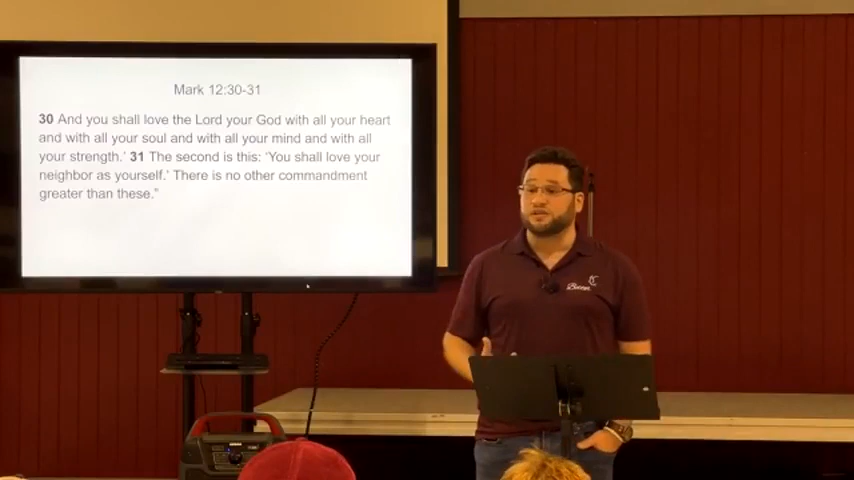 Mark 12:30-31
30 And you shall love the Lord your God with all your heart
and with all your soul and with all your mind and with all
your strength.’ 31 The second is this: ‘You shall love your
neighbor as yourself.’ There is no other commandment
greater than these.”